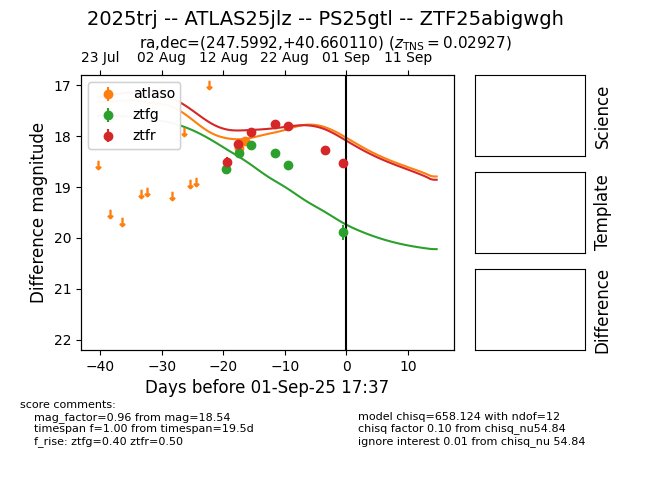 2025trj -- ATLAS25jlz -- PS25gtl -- ZTF25abigwgh
ra,dec=(247.5992,+40.660110) (z_TNS = 0.02927)
23 Jul 02 Aug 12 Aug 22 Aug 01 Sep 11 Sep
atlaso
ztfg
ztfr
17
18
19
20
21
22
Difference magnitude
−40 −30 −20 −10 0 10
Days before 01-Sep-25 17:37
Science
Template
Difference
score comments:
mag_factor=0.96 from mag=18.54
timespan f=1.00 from timespan=19.5d
f_rise: ztfg=0.40 ztfr=0.50
model chisq=658.124 with ndof=12
chisq factor 0.10 from chisq_nu54.84
ignore interest 0.01 from chisq_nu 54.84